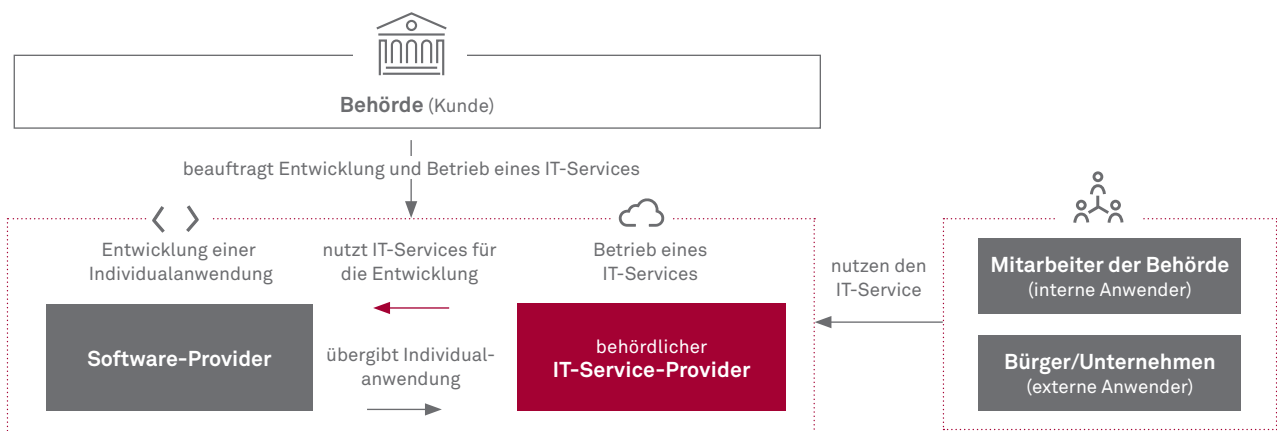 Behörde (Kunde)
beauftragt Entwicklung und Betrieb eines IT-Services
Entwicklung einer
Individualanwendung
nutzt IT-Services für
die Entwicklung
Betrieb eines
IT-Services
Software-Provider
übergibt Individual-
anwendung
behördlicher
IT-Service-Provider
nutzen den
IT-Service
Mitarbeiter der Behörde
(interne Anwender)
Bürger/Unternehmen
(externe Anwender)